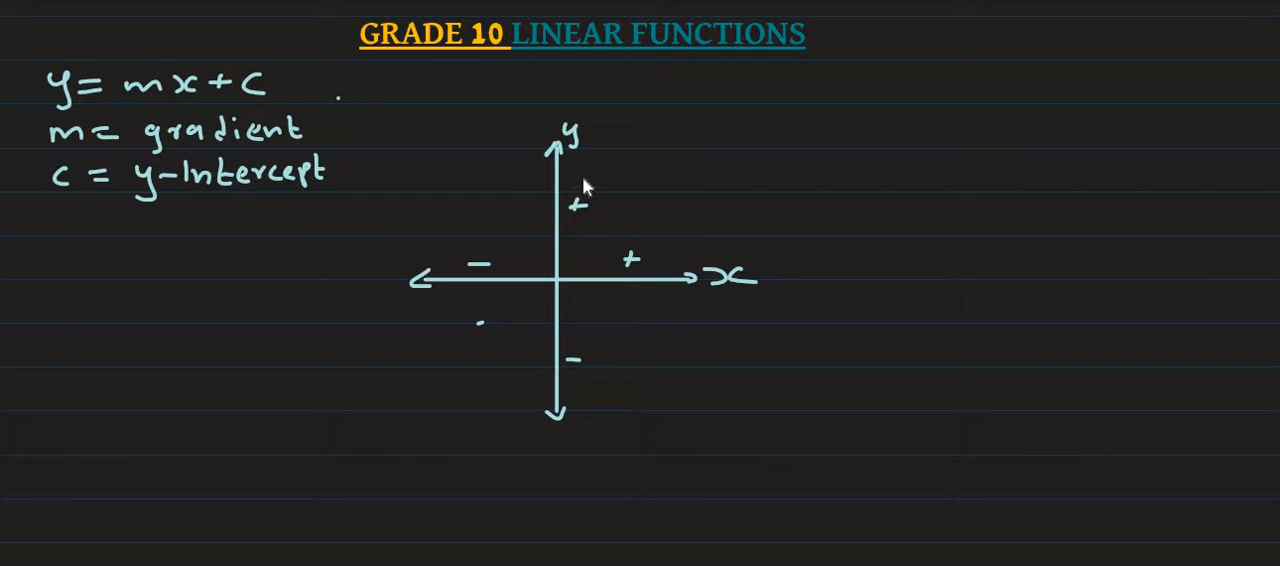 GRADE 10 LINEAR FUNCTIONS
y = mx + c
m = gradient
c = y-Intercept
y
+
- +
x
-